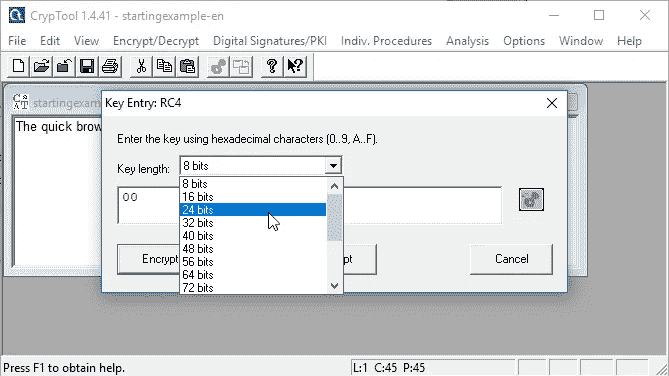 CrypTool 1.4.41 - startingexample-en
File Edit View Encrypt/Decrypt Digital Signatures/PKI Indiv. Procedures Analysis Options Window Help
startingexample
The quick brow
Key Entry: RC4
Enter the key using hexadecimal characters (0..9, A..F).
Key length: 8 bits
8 bits
16 bits
24 bits
32 bits
40 bits
48 bits
56 bits
64 bits
72 bits
00
Encrypt
Cancel
Press F1 to obtain help.
L:1 C:45 P:45